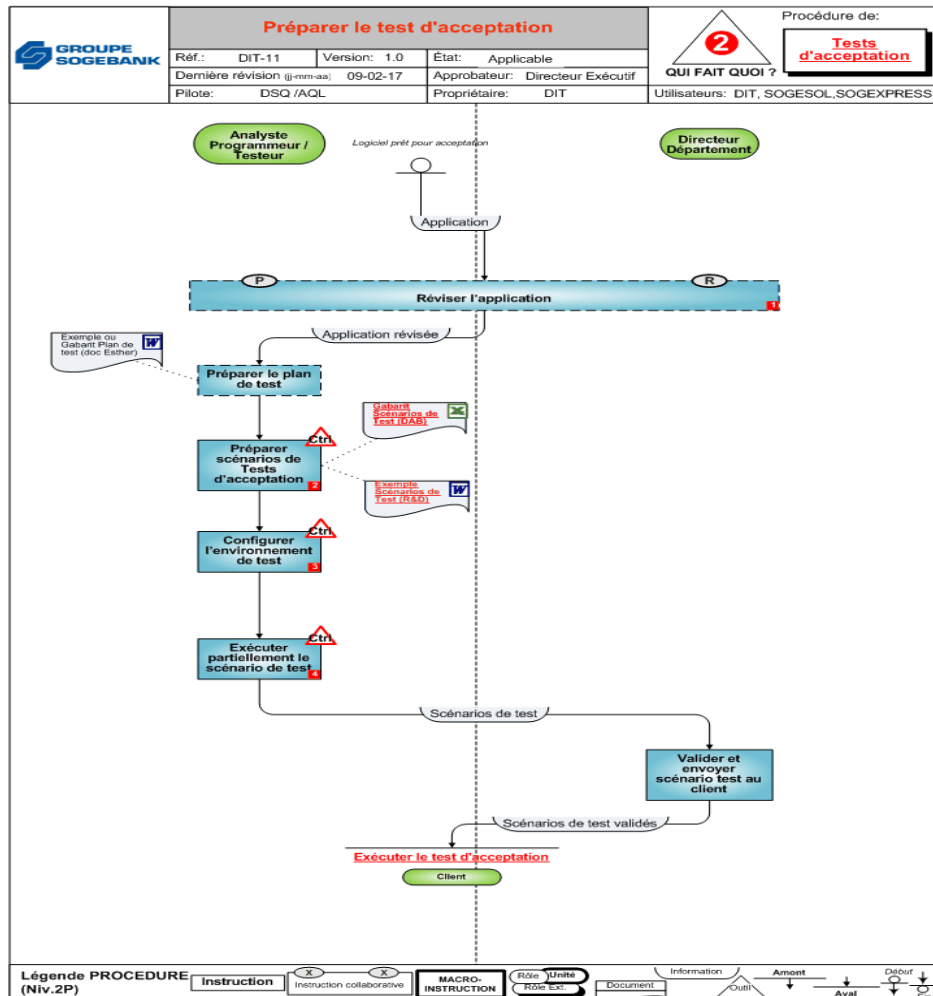 GROUPE
SOGEBANK
Préparer le test d'acceptation
Réf.: DIT-11
Version: 1.0
État: Applicable
Dernière révision (jj-mm-aa) 09-02-17
Approbateur: Directeur Exécutif
Pilote: DSQ /AQL
Propriétaire: DIT
2
QUI FAIT QUOI ?
Procédure de:
Tests
d'acceptation
Utilisateurs: DIT, SOGESOL,SOGEXPRESS
Analyste
Programmeur /
Testeur
Logiciel prêt pour acceptation
Directeur
Département
Application
P
R
Réviser l'application
1
Application révisée
Exemple ou
Gabarit Plan de
test (doc Esther)
W
Préparer le plan
de test
Gabarit
Scénarios de
Test (DAB)
X
Ctrl
Préparer
scénarios de
Tests
d'acceptation
2
Exemple
Scénarios de
Test (R&D)
W
Ctrl
Configurer
l'environnement
de test
3
Ctrl
Exécuter
partiellement le
scénario de test
4
Scénarios de test
Valider et
envoyer
scénario test au
client
Scénarios de test validés
Exécuter le test d'acceptation
Client
Légende PROCEDURE
(Niv.2P)
Instruction
X
X
Instruction collaborative
MACRO-
INSTRUCTION
Rôle
Unité
Rôle Ext.
Document
Information
Outil
Amont
Aval
Début